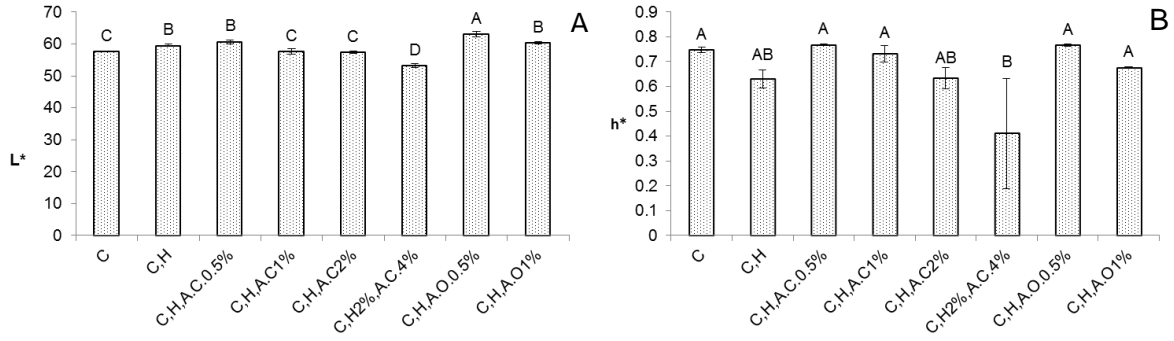 A
70
60
50
40
30
20
10
0
L*
C
B
B
C
C
D
A
B
C
C,H
C,H,A.C.0.5%
C,H,A.C1%
C,H,A.C2%
C,H2%,A.C.4%
C,H,A.O.0.5%
C,H,A.O1%
B
0.9
0.8
0.7
0.6
0.5
0.4
0.3
0.2
0.1
0
h*
A
AB
A
A
AB
B
A
A
C
C,H
C,H,A.C.0.5%
C,H,A.C1%
C,H,A.C2%
C,H2%,A.C.4%
C,H,A.O.0.5%
C,H,A.O1%